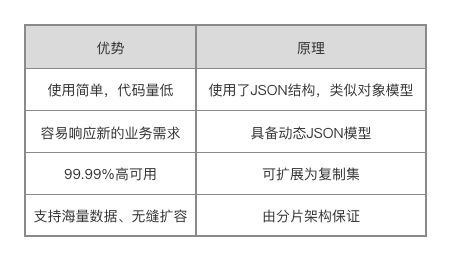 优势 原理
使用简单，代码量低 使用了JSON结构，类似对象模型
容易响应新的业务需求 具备动态JSON模型
99.99%高可用 可扩展为复制集
支持海量数据、无缝扩容 由分片架构保证